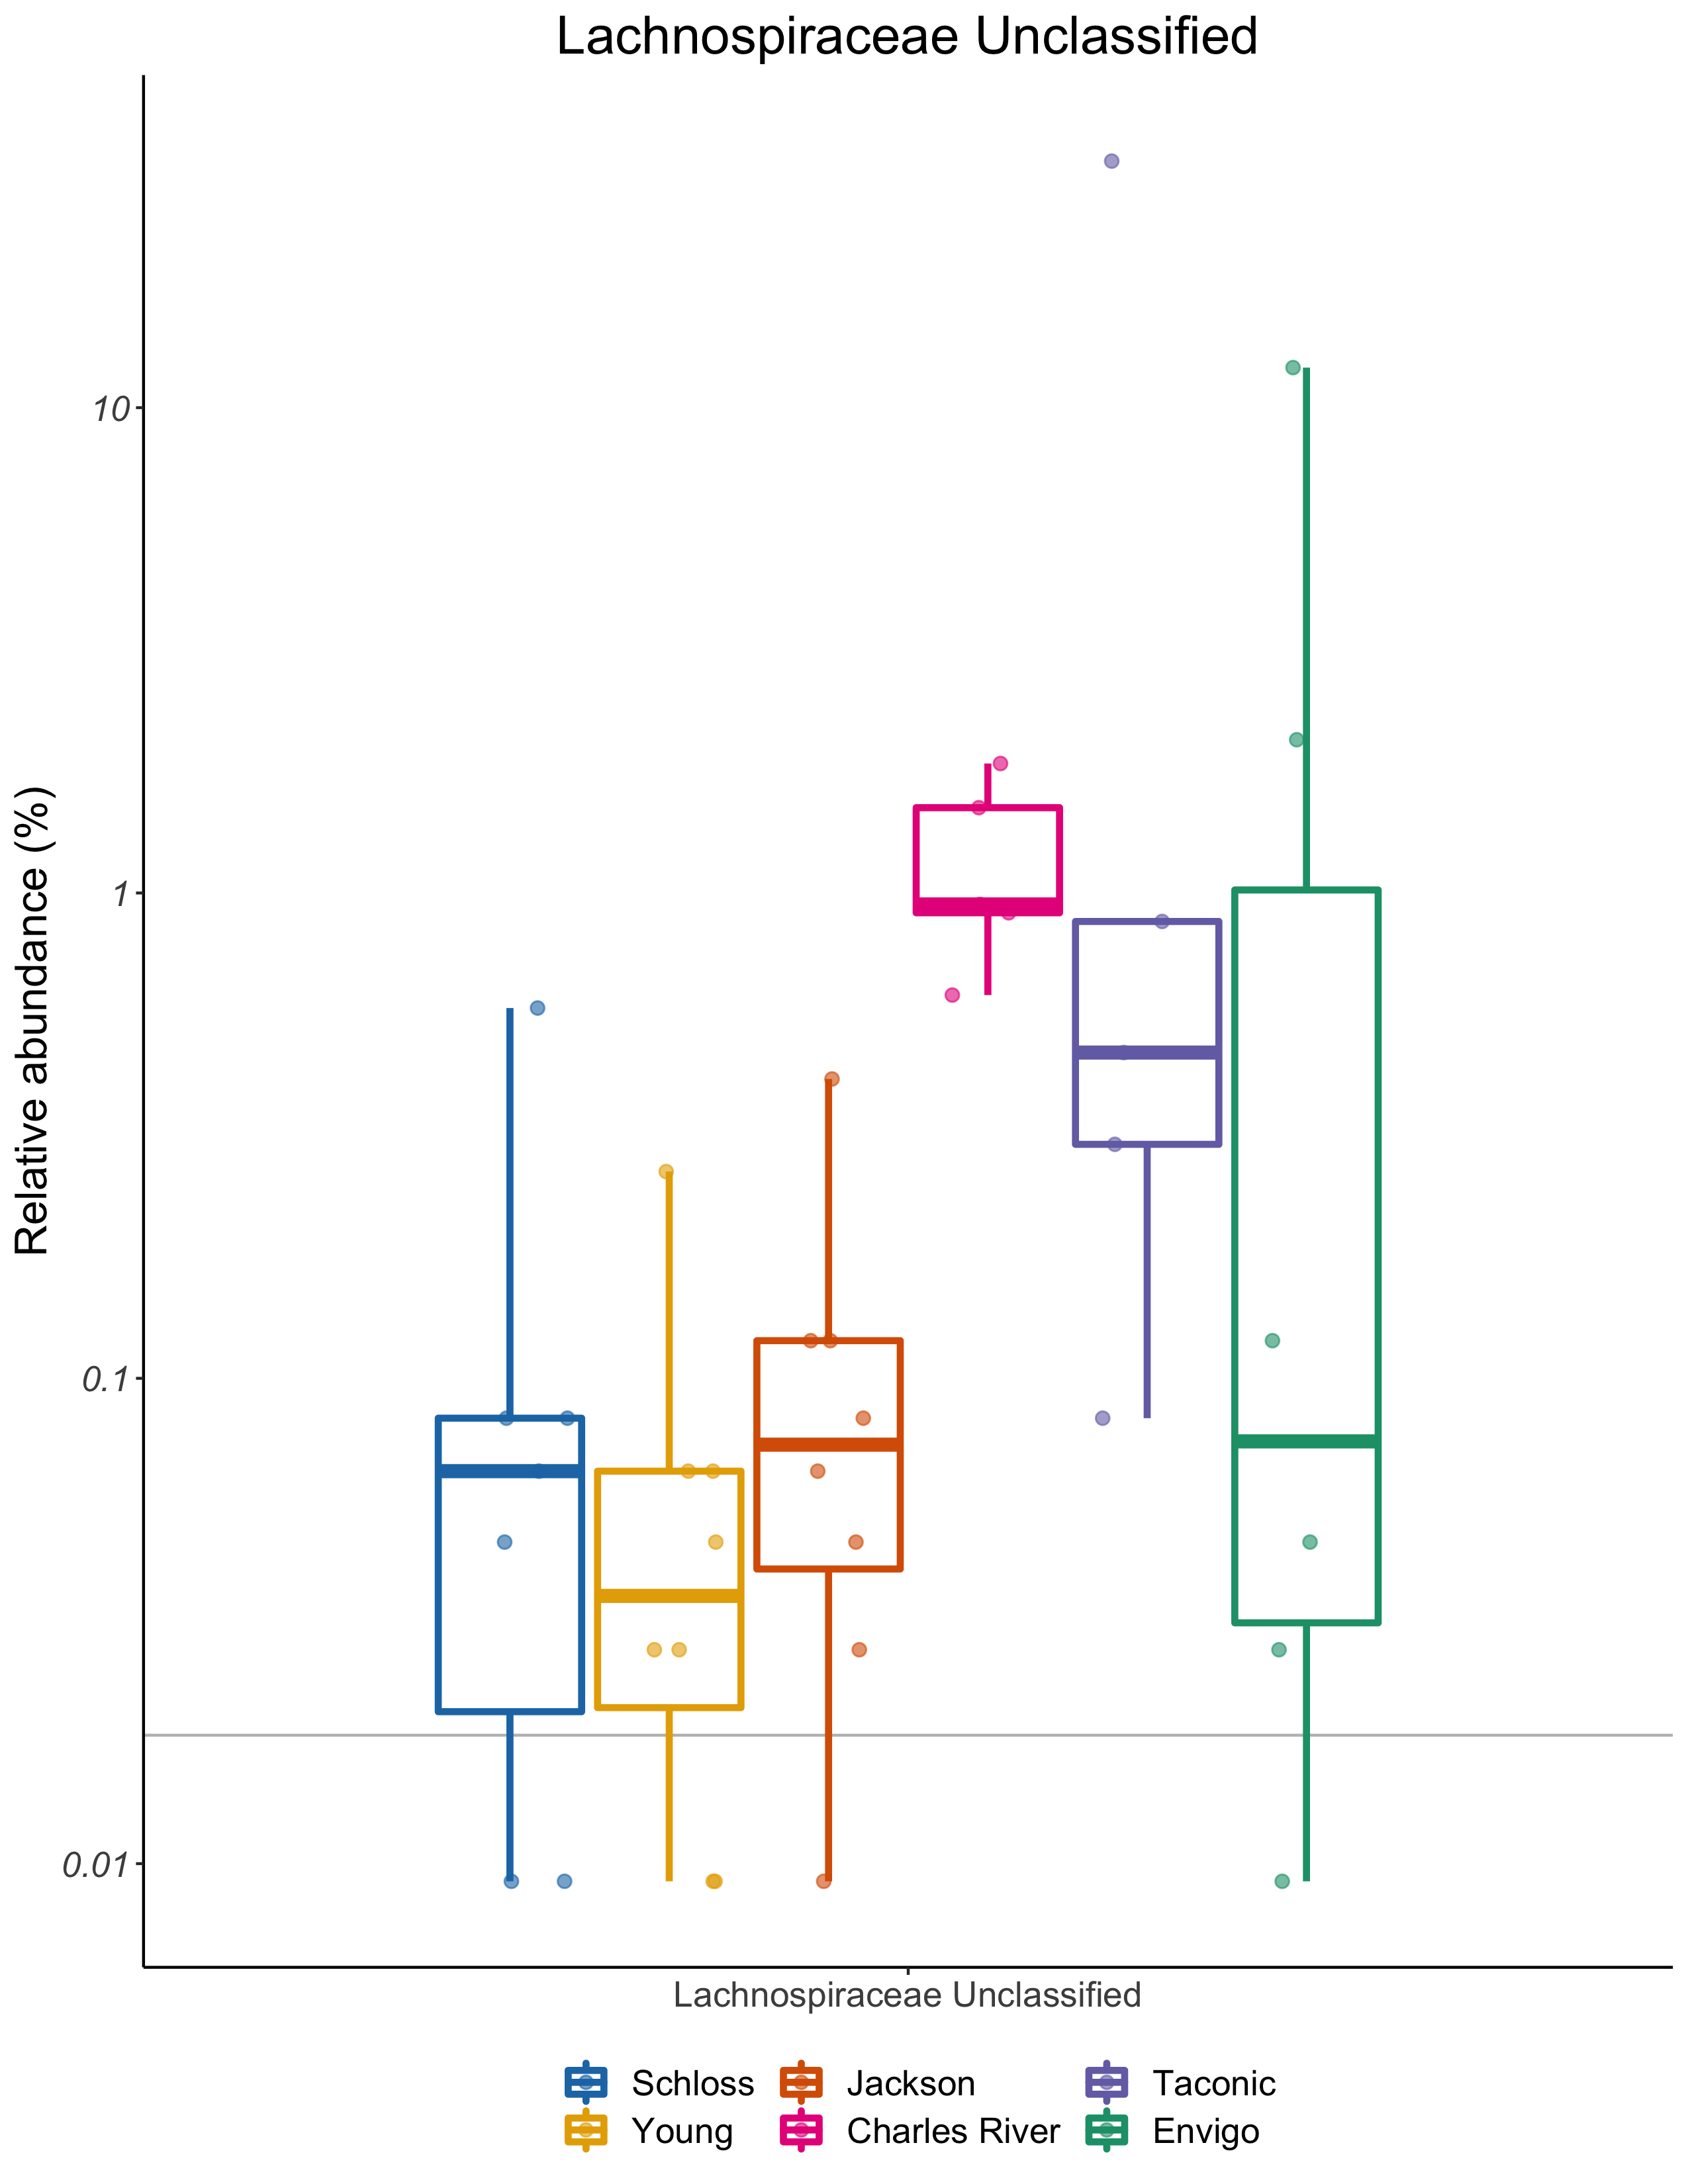 Lachnospiraceae Unclassified
Relative abundance (%)
10
1
0.1
0.01
Lachnospiraceae Unclassified
Schloss
Jackson
Taconic
Young
Charles River
Envigo